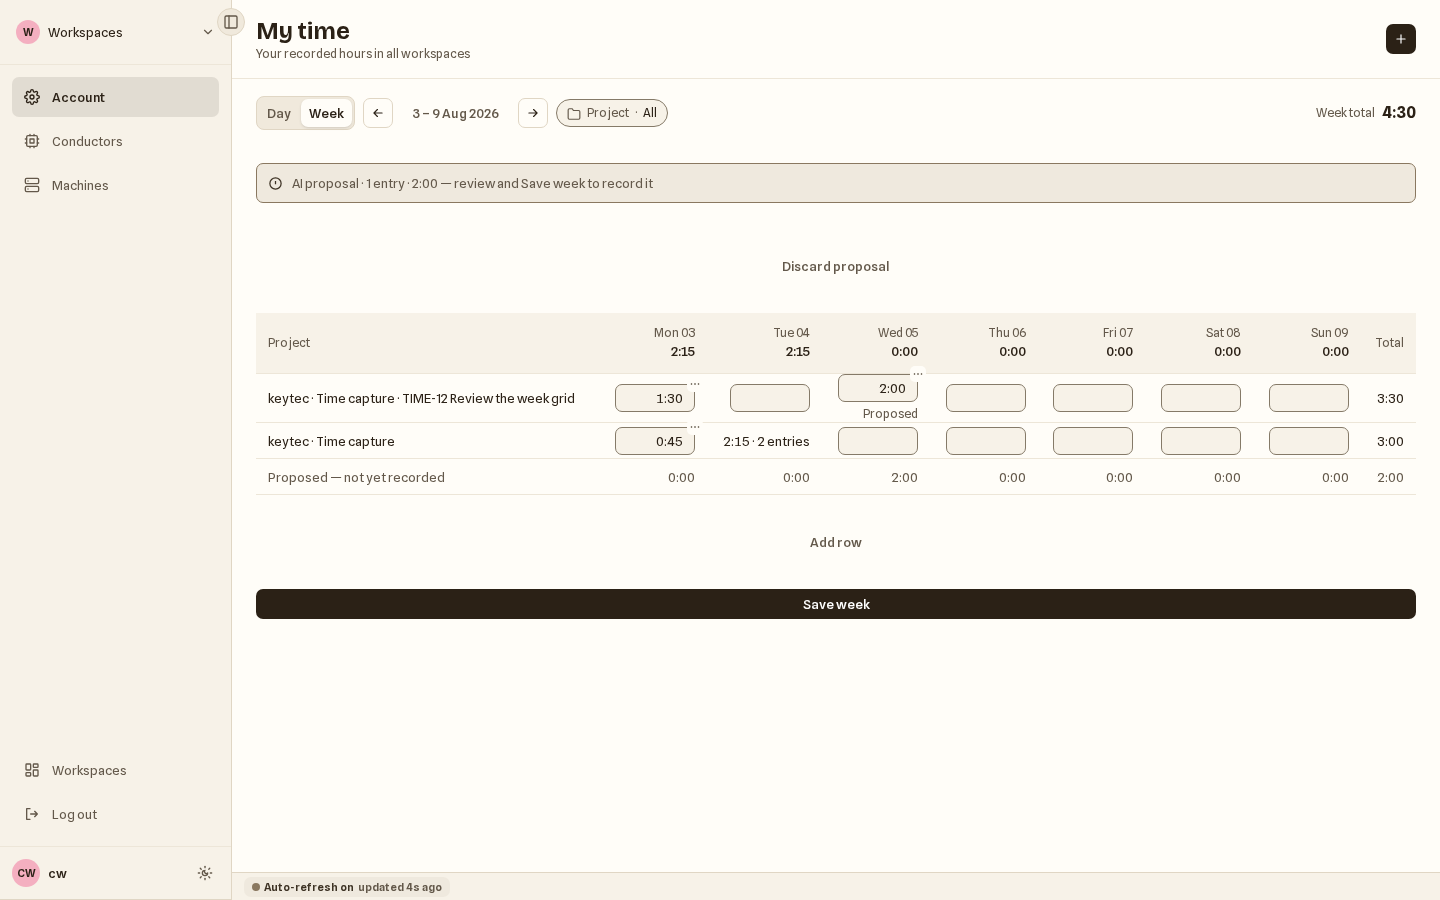 W Workspaces
Account
Conductors
Machines
Workspaces
Log out
CW cw
My time
Your recorded hours in all workspaces
Day Week 3 – 9 Aug 2026 Project · All Week total 4:30
AI proposal · 1 entry · 2:00 — review and Save week to record it
Discard proposal
Project Mon 03 Tue 04 Wed 05 Thu 06 Fri 07 Sat 08 Sun 09 Total
2:15 2:15 0:00 0:00 0:00 0:00 0:00
keytec · Time capture · TIME-12 Review the week grid 1:30 2:00 3:30
Proposed
keytec · Time capture 0:45 2:15 · 2 entries 3:00
Proposed — not yet recorded 0:00 0:00 2:00 0:00 0:00 0:00 0:00 2:00
Add row
Save week
Auto-refresh on updated 4s ago